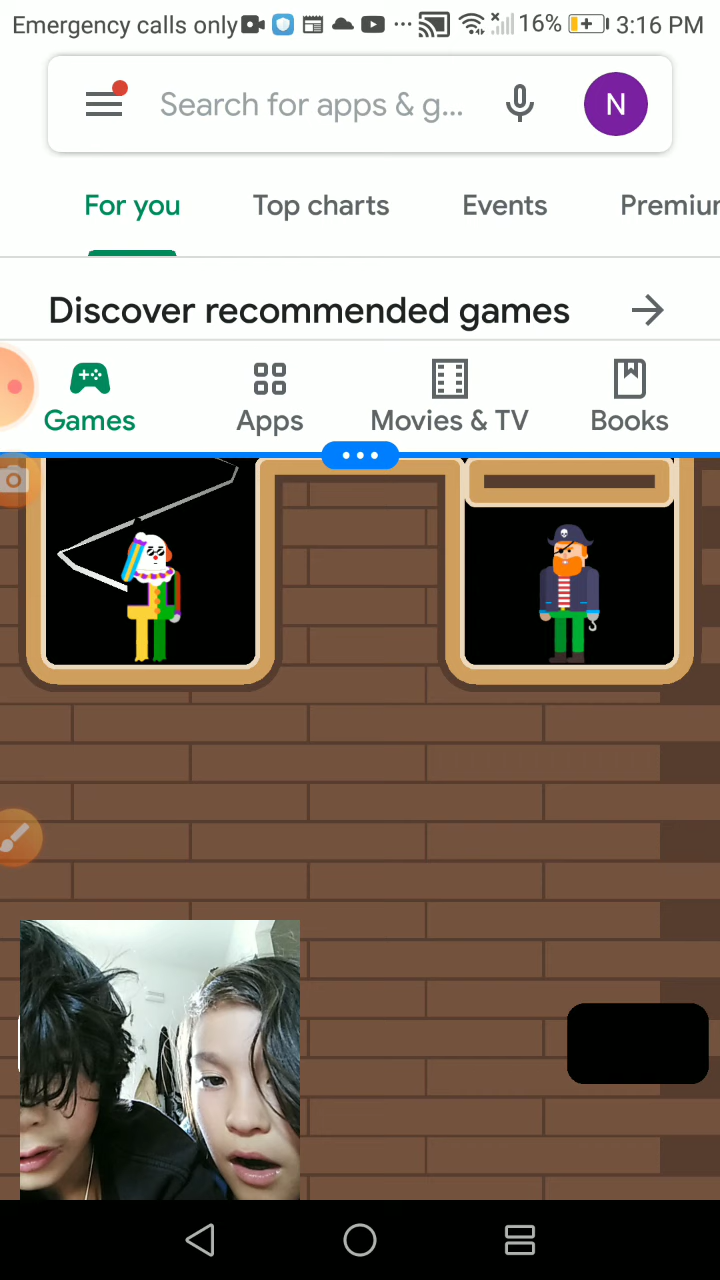 Emergency calls only 16% 3:16 PM
Search for apps & g...
N
For you Top charts Events Premiur
Discover recommended games
Games Apps Movies & TV Books